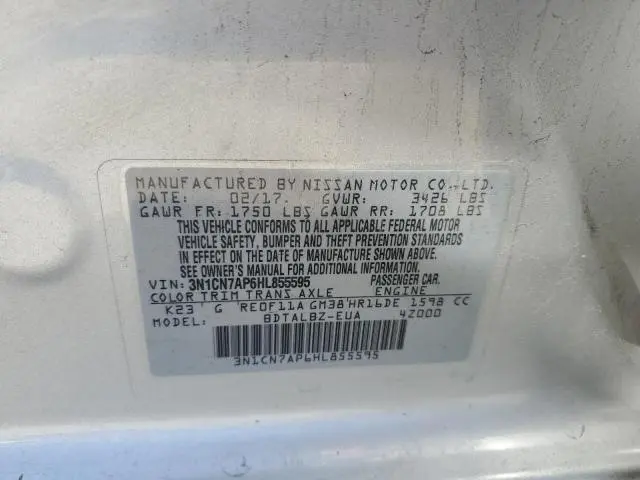 MANUFACTURED BY NISSAN MOTOR CO.,LTD.
DATE: 02/17. GVWR: 3426 LBS
GAWR FR: 1750 LBS GAWR RR: 1708 LBS
THIS VEHICLE CONFORMS TO ALL APPLICABLE FEDERAL MOTOR
VEHICLE SAFETY, BUMPER AND THEFT PREVENTION STANDARDS
IN EFFECT ON THE DATE OF MANUFACTURE SHOWN ABOVE.
SEE OWNER'S MANUAL FOR ADDITIONAL INFORMATION.
VIN: 3N1CN7AP6HL855595 PASSENGER CAR.
COLOR TRIM TRANS AXLE ENGINE
K23 G RE0F11A GM38 HR16DE 1598 CC
MODEL: BDTALBZ-EUA 4Z000
3N1CN7AP6HL855595